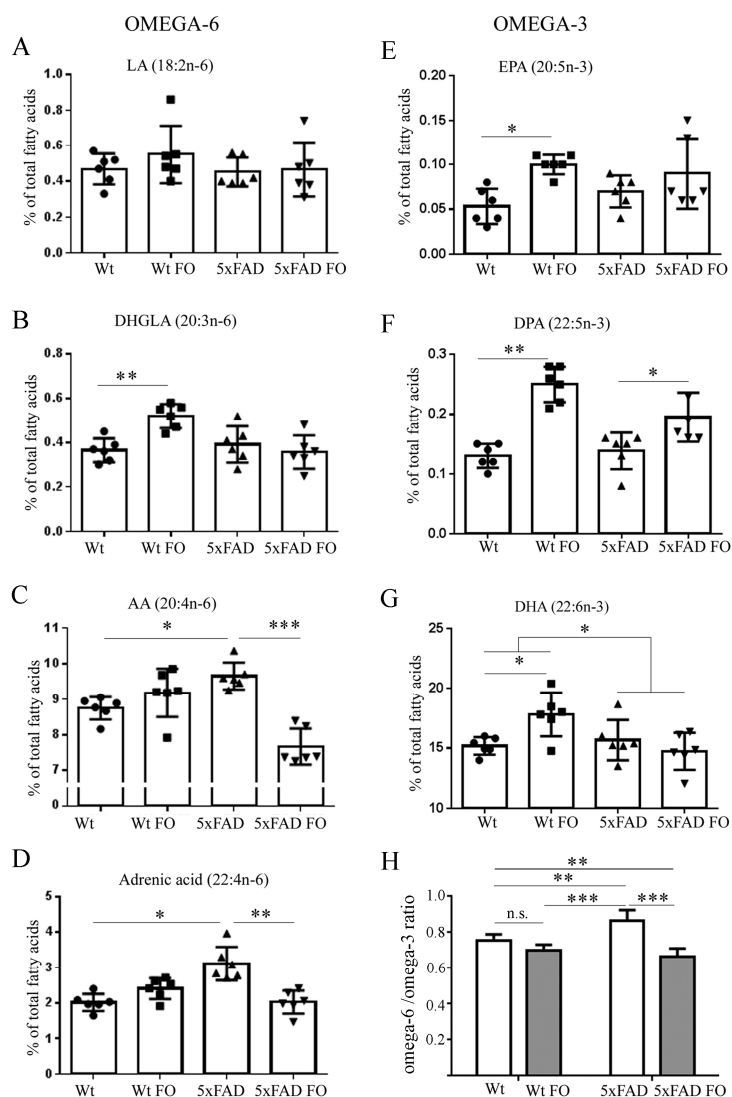 OMEGA-6
A
LA (18:2n-6)
% of total fatty acids
1.0
0.8
0.6
0.4
0.2
0.0
Wt
Wt FO
5xFAD
5xFAD FO
B
DHGLA (20:3n-6)
% of total fatty acids
0.8
0.6
0.4
0.2
0.0
**
Wt
Wt FO
5xFAD
5xFAD FO
C
AA (20:4n-6)
% of total fatty acids
11
10
9
8
7
0
*
***
Wt
Wt FO
5xFAD
5xFAD FO
D
Adrenic acid (22:4n-6)
% of total fatty acids
5
4
3
2
1
0
*
**
Wt
Wt FO
5xFAD
5xFAD FO
OMEGA-3
E
EPA (20:5n-3)
% of total fatty acids
0.20
0.15
0.10
0.05
0.00
*
Wt
Wt FO
5xFAD
5xFAD FO
F
DPA (22:5n-3)
% of total fatty acids
0.3
0.2
0.1
0.0
**
*
Wt
Wt FO
5xFAD
5xFAD FO
G
DHA (22:6n-3)
% of total fatty acids
25
20
15
10
*
*
Wt
Wt FO
5xFAD
5xFAD FO
H
omega-6 /omega-3 ratio
1.0
0.8
0.6
0.4
0.2
0.0
**
**
n.s.
***
***
Wt
Wt FO
5xFAD
5xFAD FO